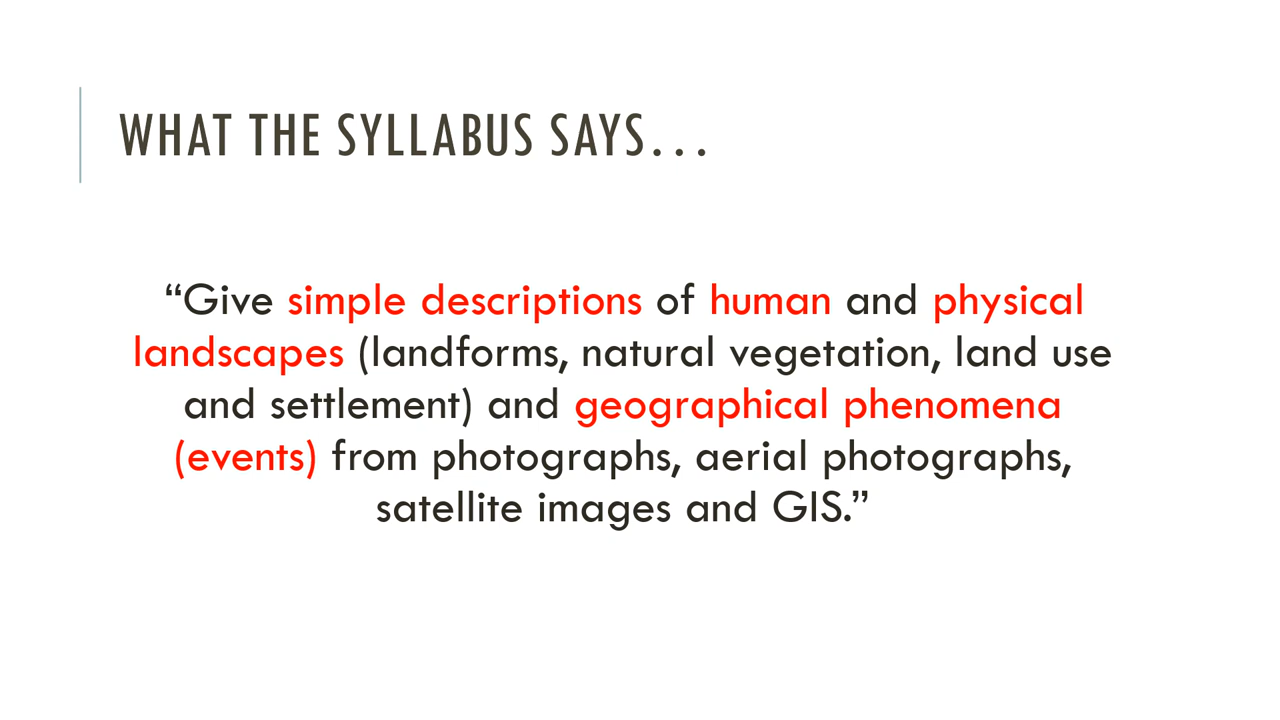 WHAT THE SYLLABUS SAYS…
“Give simple descriptions of human and physical
landscapes (landforms, natural vegetation, land use
and settlement) and geographical phenomena
(events) from photographs, aerial photographs,
satellite images and GIS.”